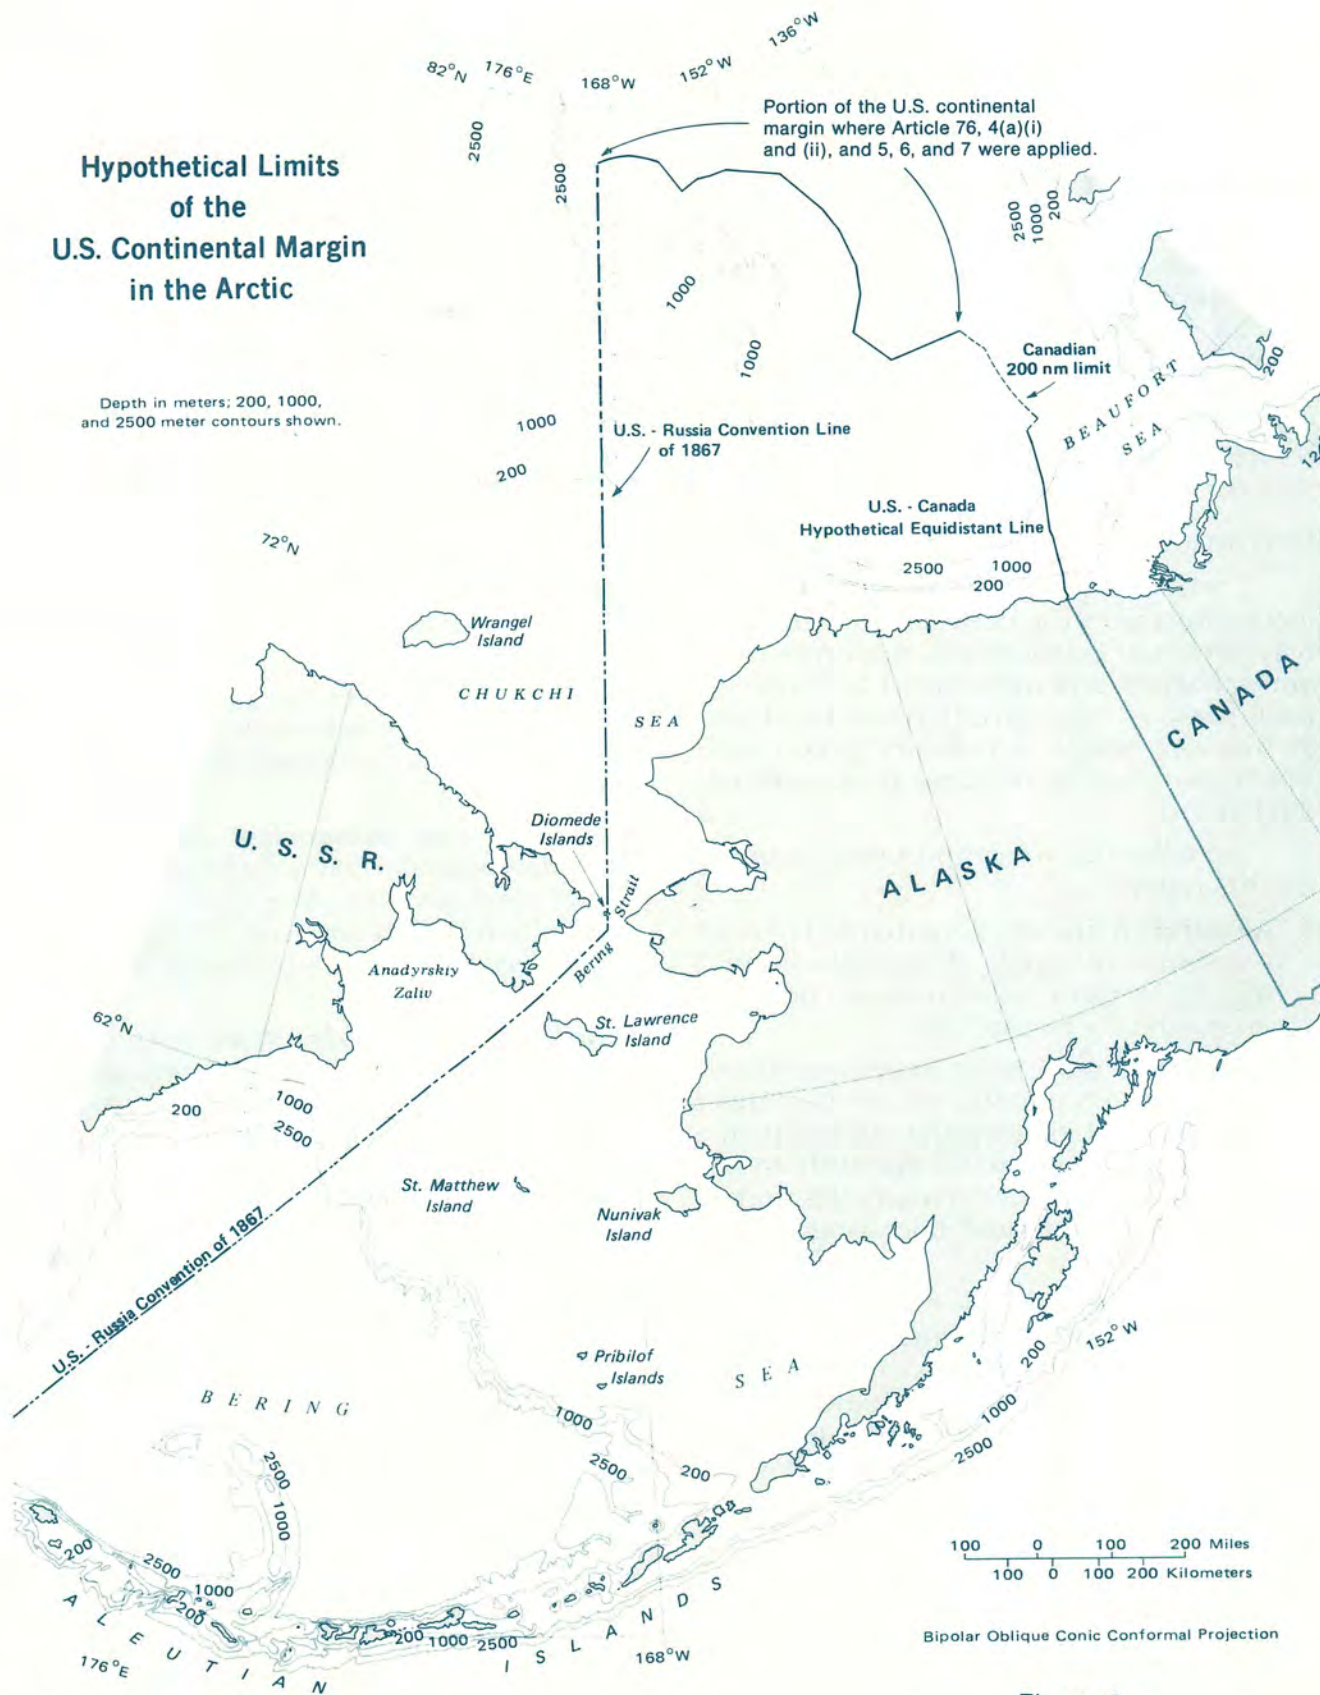 82°N
176°E
168°W
152°W
136°W
Portion of the U.S. continental
margin where Article 76, 4(a)(i)
and (ii), and 5, 6, and 7 were applied.
Hypothetical Limits
of the
U.S. Continental Margin
in the Arctic
Depth in meters; 200, 1000,
and 2500 meter contours shown.
2500
2500
2500
1000
200
1000
1000
Canadian
200 nm limit
BEAUFORT
SEA
200
1000
200
U.S. - Russia Convention Line
of 1867
U.S. - Canada
Hypothetical Equidistant Line
2500
1000
200
72°N
Wrangel
Island
CHUKCHI
SEA
CANADA
Diomede
Islands
U. S. S. R.
ALASKA
Bering
Strait
Anadyrskiy
Zaliv
62°N
St. Lawrence
Island
200
1000
2500
St. Matthew
Island
Nunivak
Island
U.S. - Russia Convention of 1867
Pribilof
Islands
BERING
SEA
152°W
200
1000
2500
1000
2500
200
2500
1000
200
2500
1000
200
200
1000
2500
ALEUTIAN
ISLANDS
176°E
168°W
100 0 100 200 Miles
100 0 100 200 Kilometers
Bipolar Oblique Conic Conformal Projection